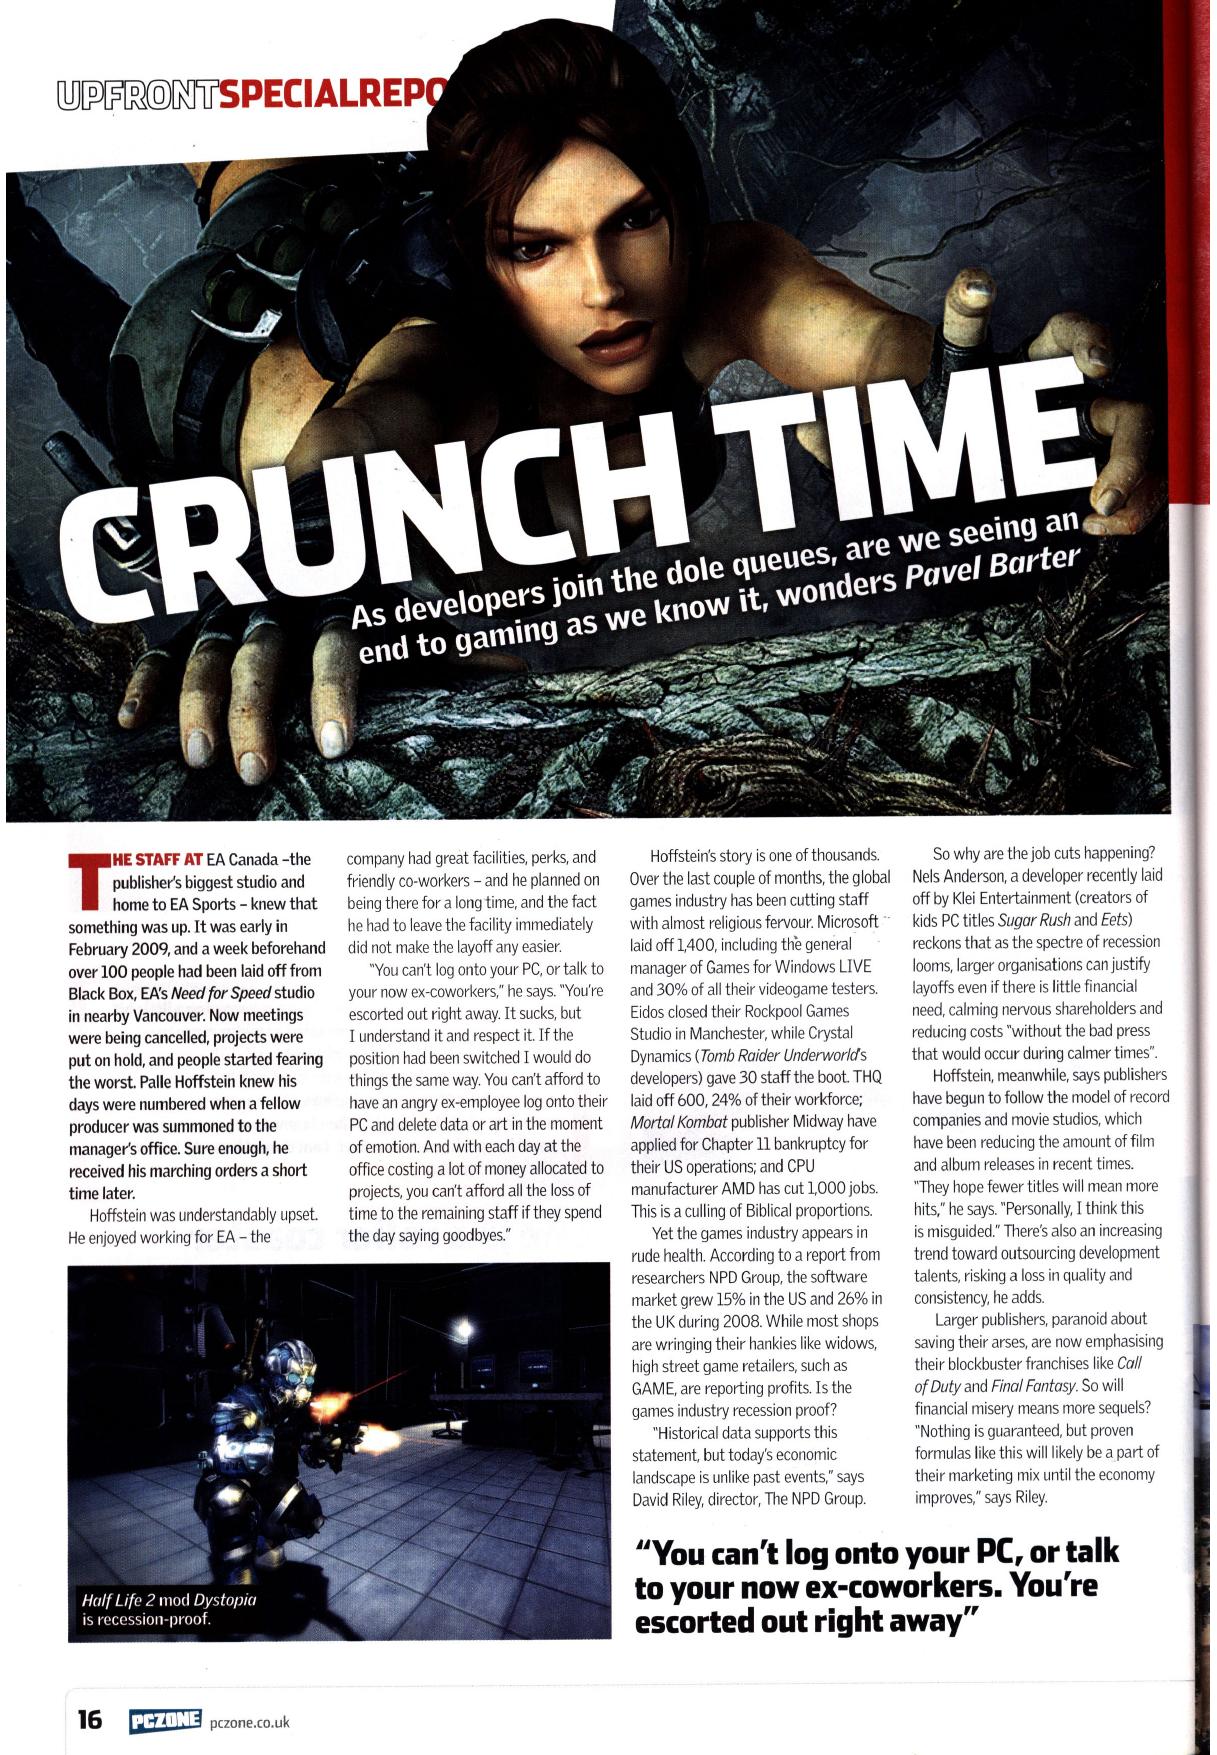 UPFRONTSPECIALREPO
CRUNCH TIME
As developers join the dole queues, are we seeing an
end to gaming as we know it, wonders Pavel Barter
THE STAFF AT EA Canada –the
publisher's biggest studio and
home to EA Sports – knew that
something was up. It was early in
February 2009, and a week beforehand
over 100 people had been laid off from
Black Box, EA's Need for Speed studio
in nearby Vancouver. Now meetings
were being cancelled, projects were
put on hold, and people started fearing
the worst. Palle Hoffstein knew his
days were numbered when a fellow
producer was summoned to the
manager's office. Sure enough, he
received his marching orders a short
time later.
Hoffstein was understandably upset.
He enjoyed working for EA – the
company had great facilities, perks, and
friendly co-workers – and he planned on
being there for a long time, and the fact
he had to leave the facility immediately
did not make the layoff any easier.
"You can't log onto your PC, or talk to
your now ex-coworkers," he says. "You're
escorted out right away. It sucks, but
I understand it and respect it. If the
position had been switched I would do
things the same way. You can't afford to
have an angry ex-employee log onto their
PC and delete data or art in the moment
of emotion. And with each day at the
office costing a lot of money allocated to
projects, you can't afford all the loss of
time to the remaining staff if they spend
the day saying goodbyes."
Half Life 2 mod Dystopia
is recession-proof.
Hoffstein's story is one of thousands.
Over the last couple of months, the global
games industry has been cutting staff
with almost religious fervour. Microsoft
laid off 1,400, including the general
manager of Games for Windows LIVE
and 30% of all their videogame testers.
Eidos closed their Rockpool Games
Studio in Manchester, while Crystal
Dynamics (Tomb Raider Underworld's
developers) gave 30 staff the boot. THQ
laid off 600, 24% of their workforce;
Mortal Kombat publisher Midway have
applied for Chapter 11 bankruptcy for
their US operations; and CPU
manufacturer AMD has cut 1,000 jobs.
This is a culling of Biblical proportions.
Yet the games industry appears in
rude health. According to a report from
researchers NPD Group, the software
market grew 15% in the US and 26% in
the UK during 2008. While most shops
are wringing their hankies like widows,
high street game retailers, such as
GAME, are reporting profits. Is the
games industry recession proof?
"Historical data supports this
statement, but today's economic
landscape is unlike past events," says
David Riley, director, The NPD Group.
So why are the job cuts happening?
Nels Anderson, a developer recently laid
off by Klei Entertainment (creators of
kids PC titles Sugar Rush and Eets)
reckons that as the spectre of recession
looms, larger organisations can justify
layoffs even if there is little financial
need, calming nervous shareholders and
reducing costs "without the bad press
that would occur during calmer times".
Hoffstein, meanwhile, says publishers
have begun to follow the model of record
companies and movie studios, which
have been reducing the amount of film
and album releases in recent times.
"They hope fewer titles will mean more
hits," he says. "Personally, I think this
is misguided." There's also an increasing
trend toward outsourcing development
talents, risking a loss in quality and
consistency, he adds.
Larger publishers, paranoid about
saving their arses, are now emphasising
their blockbuster franchises like Call
of Duty and Final Fantasy. So will
financial misery means more sequels?
"Nothing is guaranteed, but proven
formulas like this will likely be a part of
their marketing mix until the economy
improves," says Riley.
"You can't log onto your PC, or talk
to your now ex-coworkers. You're
escorted out right away"
16 PCZONE pczone.co.uk